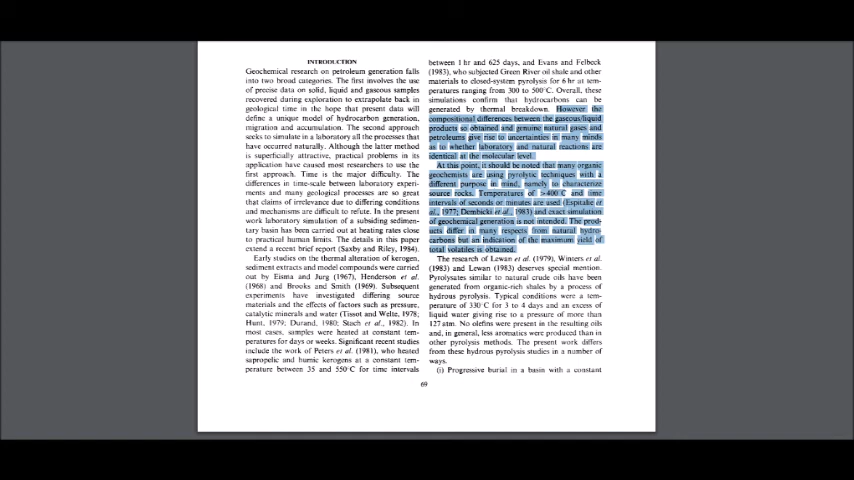 INTRODUCTION
Geochemical research on petroleum generation falls
into two broad categories. The first involves the use
of precise data on solid, liquid and gaseous samples
recovered during exploration to extrapolate back in
geological time in the hope that present data will
define a unique model of hydrocarbon generation,
migration and accumulation. The second approach
seeks to simulate in a laboratory all the processes that
have occurred naturally. Although the latter method
is superficially attractive, practical problems in its
application have caused most researchers to use the
first approach. Time is the major difficulty. The
differences in time-scale between laboratory experi-
ments and many geological processes are so great
that claims of irrelevance due to differing conditions
and mechanisms are difficult to refute. In the present
work laboratory simulation of a subsiding sedimen-
tary basin has been carried out at heating rates close
to practical human limits. The details in this paper
extend a recent brief report (Saxby and Riley, 1984).
Early studies on the thermal alteration of kerogen,
sediment extracts and model compounds were carried
out by Eisma and Jurg (1967), Henderson et al.
(1968) and Brooks and Smith (1969). Subsequent
experiments have investigated differing source
materials and the effects of factors such as pressure,
catalytic minerals and water (Tissot and Welte, 1978;
Hunt, 1979; Durand, 1980; Stach et al., 1982). In
most cases, samples were heated at constant tem-
peratures for days or weeks. Significant recent studies
include the work of Peters et al. (1981), who heated
sapropelic and humic kerogens at a constant tem-
perature between 35 and 550°C for time intervals
between 1 hr and 625 days, and Evans and Felbeck
(1983), who subjected Green River oil shale and other
materials to closed-system pyrolysis for 6 hr at tem-
peratures ranging from 300 to 500°C. Overall, these
simulations confirm that hydrocarbons can be
generated by thermal breakdown. However the
compositional differences between the gaseous/liquid
products so obtained and genuine natural gases and
petroleums give rise to uncertainties in many minds
as to whether laboratory and natural reactions are
identical at the molecular level.
At this point, it should be noted that many organic
geochemists are using pyrolytic techniques with a
different purpose in mind, namely to characterize
source rocks. Temperatures of >400°C and time
intervals of seconds or minutes are used (Espitalie et
al., 1977; Dembicki et al., 1983) and exact simulation
of geochemical generation is not intended. The prod-
ucts differ in many respects from natural hydro-
carbons but an indication of the maximum yield of
total volatiles is obtained.
The research of Lewan et al. (1979), Winters et al.
(1983) and Lewan (1983) deserves special mention.
Pyrolysates similar to natural crude oils have been
generated from organic-rich shales by a process of
hydrous pyrolysis. Typical conditions were a tem-
perature of 330°C for 3 to 4 days and an excess of
liquid water giving rise to a pressure of more than
127 atm. No olefins were present in the resulting oils
and, in general, less aromatics were produced than in
other pyrolysis methods. The present work differs
from these hydrous pyrolysis studies in a number of
ways.
(i) Progressive burial in a basin with a constant
69